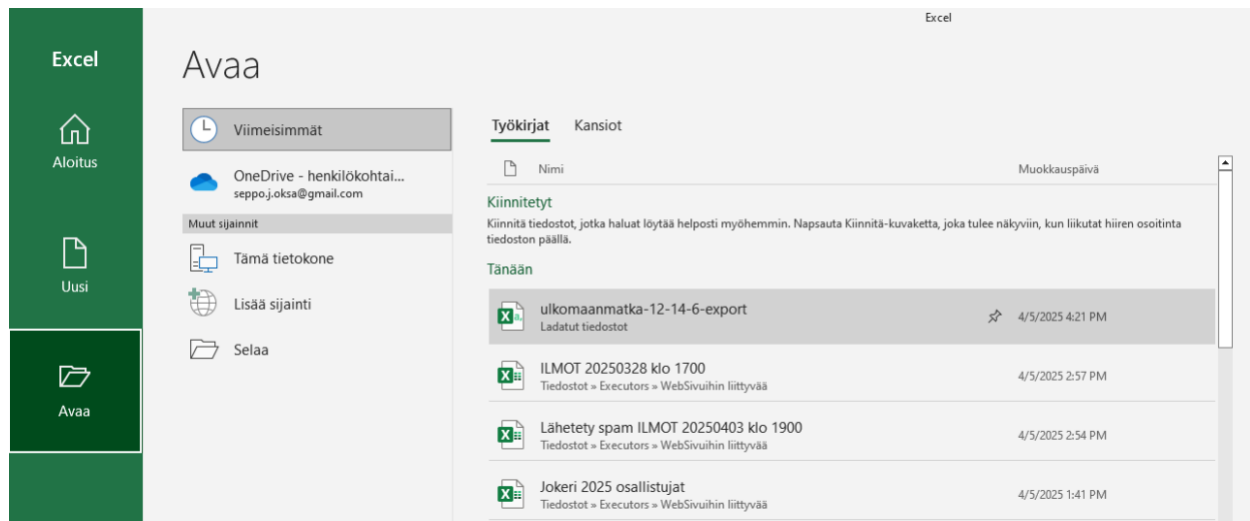 Excel
Excel
Avaa
Aloitus
Uusi
Avaa
Viimeisimmät
OneDrive - henkilökohtai...
seppo.j.oksa@gmail.com
Muut sijainnit
Tämä tietokone
Lisää sijainti
Selaa
Työkirjat Kansiot
Nimi Muokkauspäivä
Kiinnitetyt
Kiinnitä tiedostot, jotka haluat löytää helposti myöhemmin. Napsauta Kiinnitä-kuvaketta, joka tulee näkyviin, kun liikutat hiiren osoitinta
tiedoston päällä.
Tänään
ulkomaanmatka-12-14-6-export
Ladatut tiedostot
4/5/2025 4:21 PM
ILMOT 20250328 klo 1700
Tiedostot » Executors » WebSivuihin liittyvää
4/5/2025 2:57 PM
Lähetety spam ILMOT 20250403 klo 1900
Tiedostot » Executors » WebSivuihin liittyvää
4/5/2025 2:54 PM
Jokeri 2025 osallistujat
Tiedostot » Executors » WebSivuihin liittyvää
4/5/2025 1:41 PM